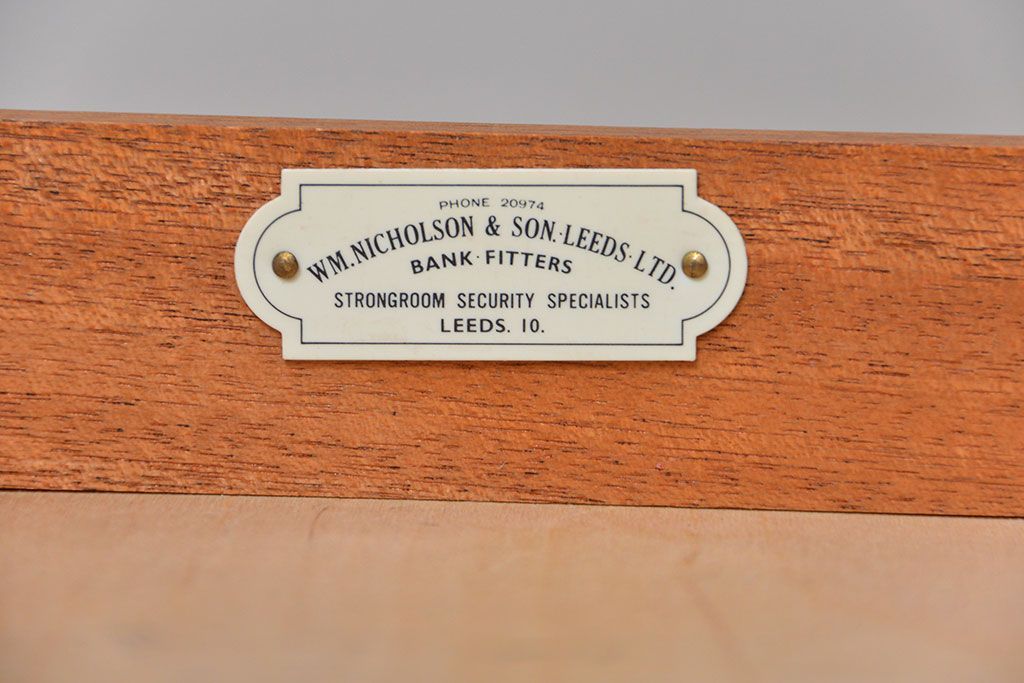 PHONE 20974
WM. NICHOLSON & SON. LEEDS · LTD.
BANK · FITTERS
STRONGROOM SECURITY SPECIALISTS
LEEDS. 10.